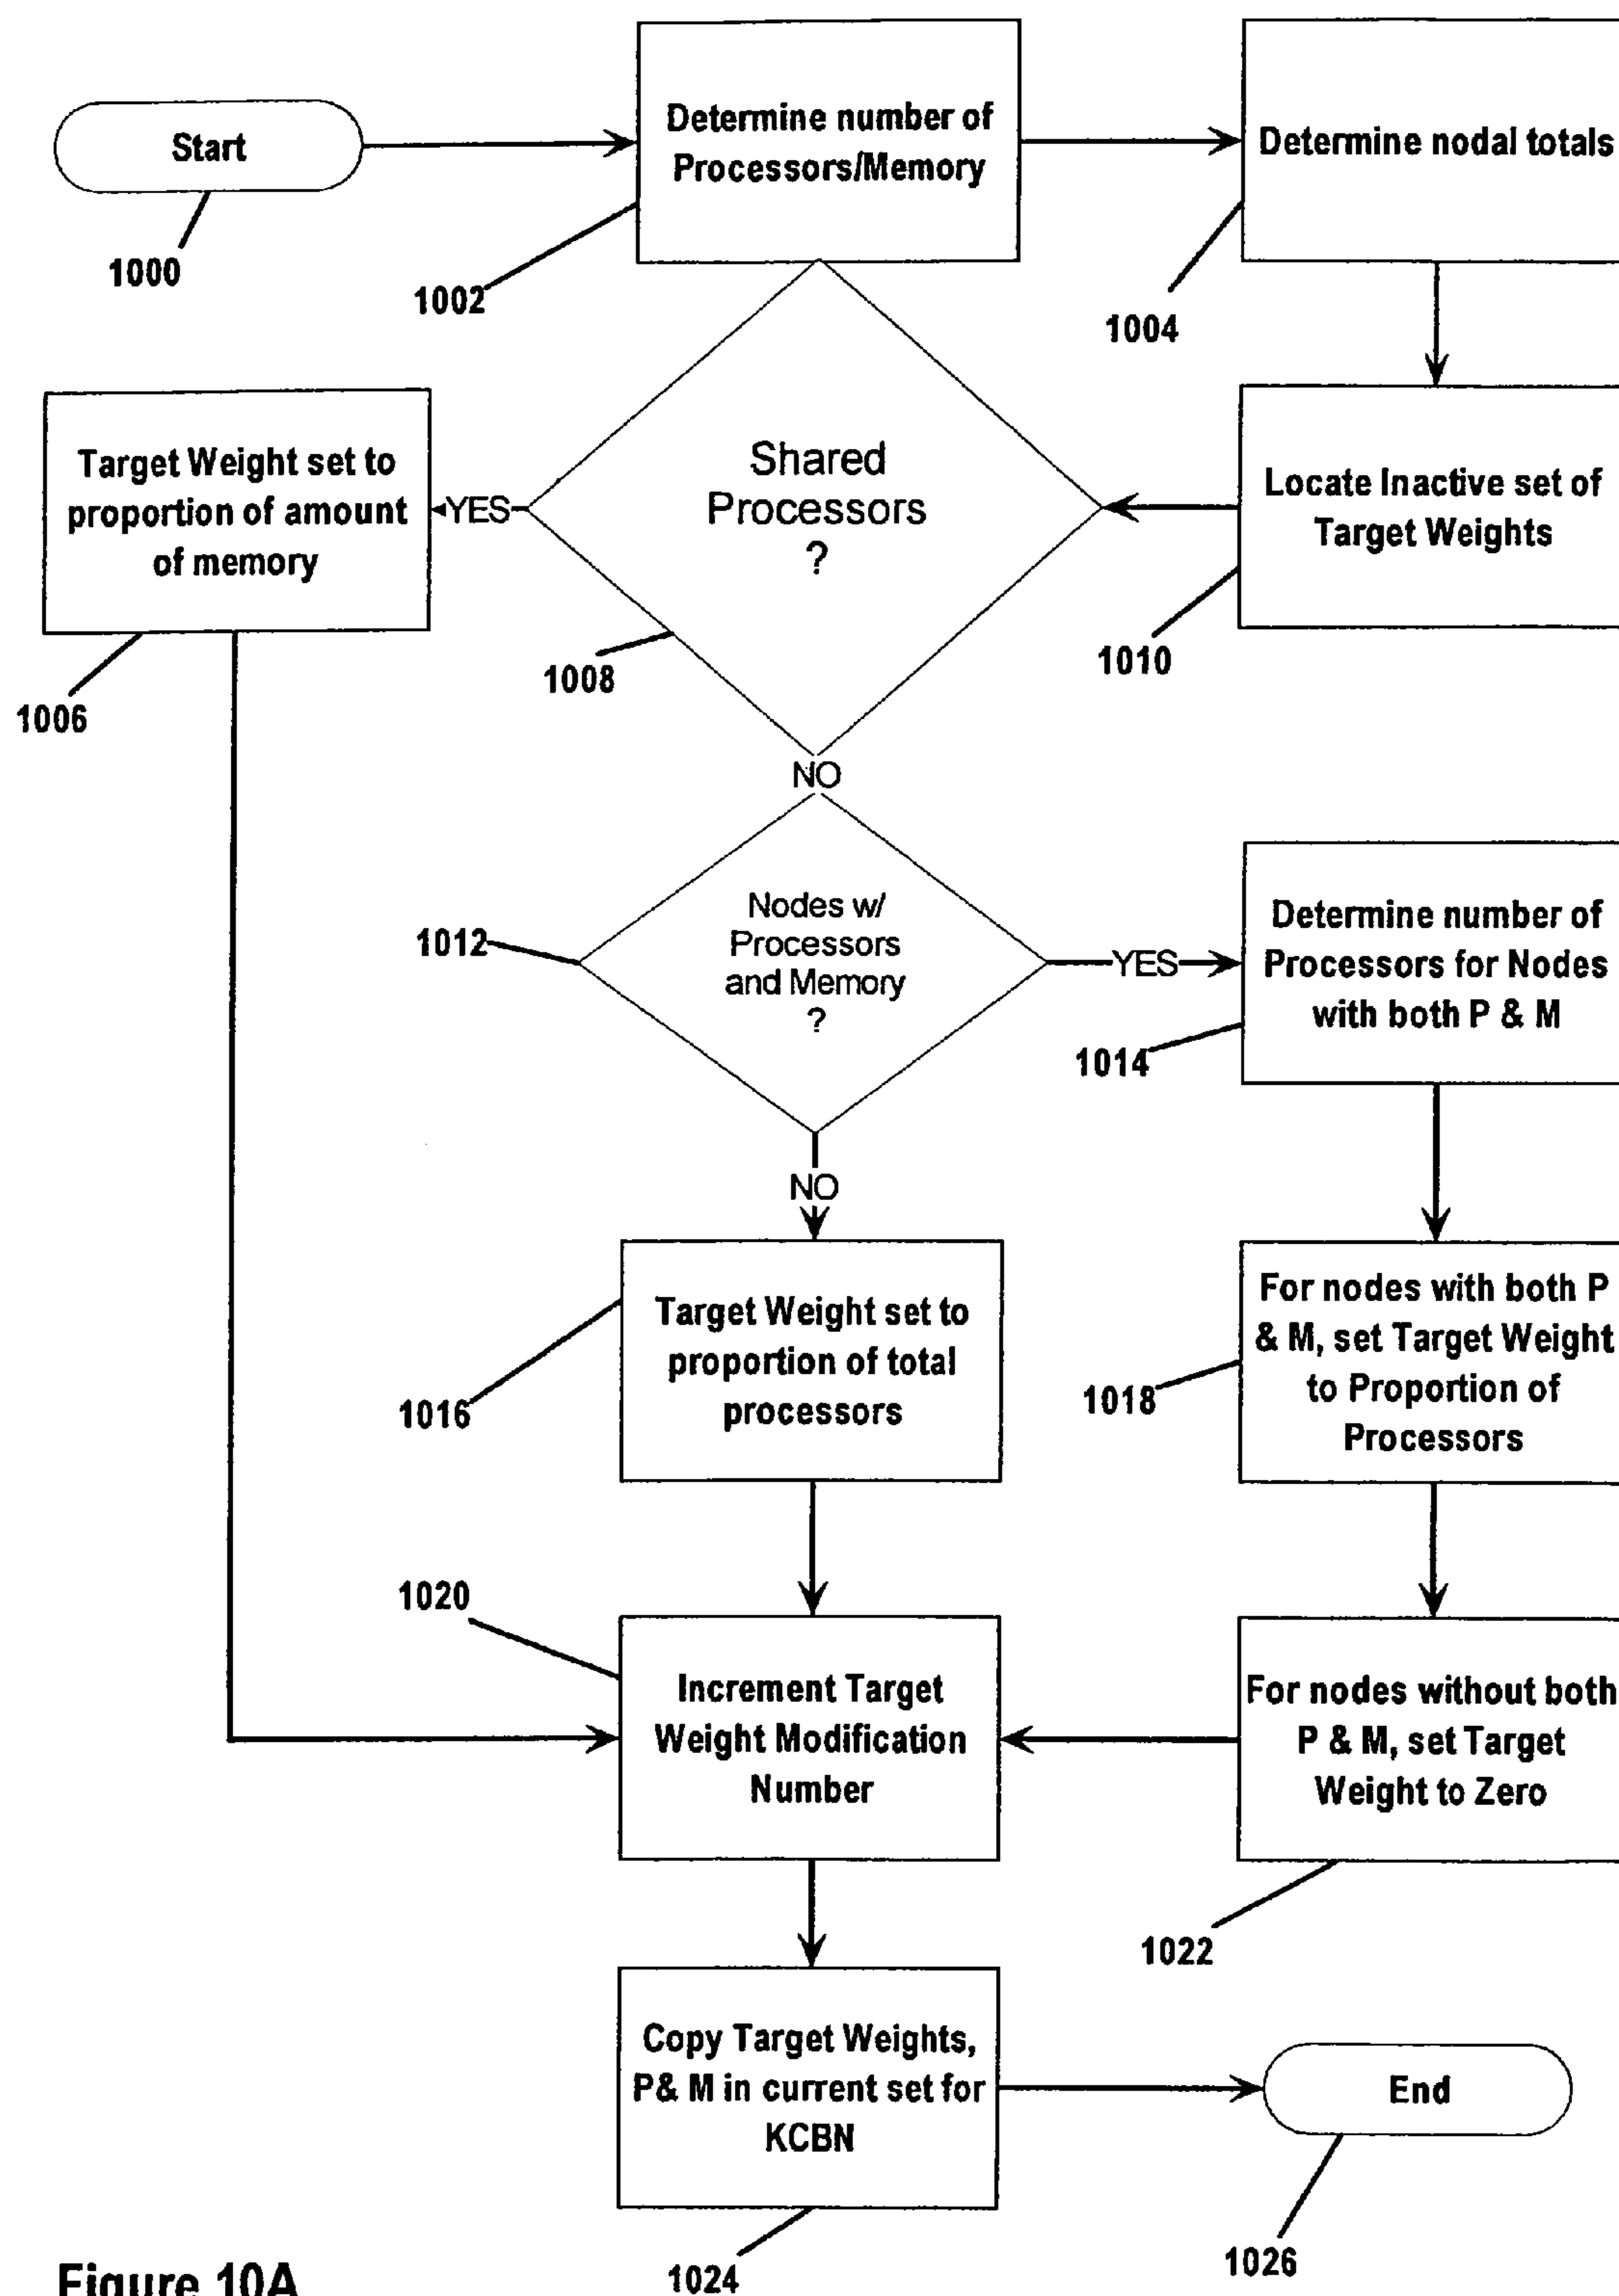 Start
1000
Determine number of
Processors/Memory
1002
Determine nodal totals
1004
Target Weight set to
proportion of amount
of memory
1006
YES
Shared
Processors
?
1008
Locate Inactive set of
Target Weights
1010
NO
1012
Nodes w/
Processors
and Memory
?
YES
Determine number of
Processors for Nodes
with both P & M
1014
NO
Target Weight set to
proportion of total
processors
1016
For nodes with both P
& M, set Target Weight
to Proportion of
Processors
1018
1020
Increment Target
Weight Modification
Number
For nodes without both
P & M, set Target
Weight to Zero
1022
Copy Target Weights,
P& M in current set for
KCBN
1024
End
1026
Figure 10A